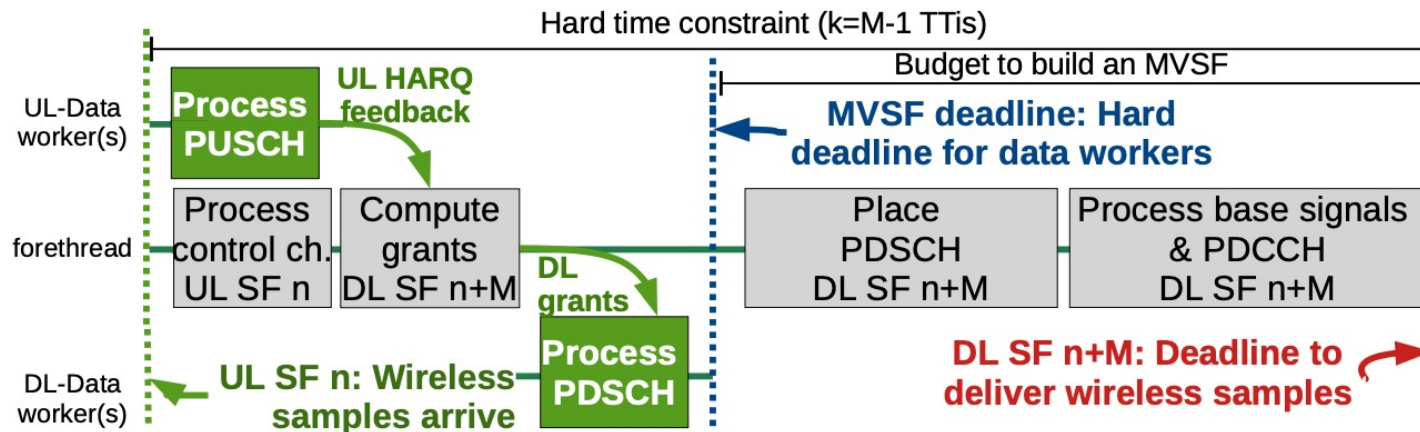 Hard time constraint (k=M-1 TTis)
Budget to build an MVSF
UL-Data
worker(s)
Process
PUSCH
UL HARQ
feedback
MVSF deadline: Hard
deadline for data workers
forethread
Process
control ch.
UL SF n
Compute
grants
DL SF n+M
DL
grants
Place
PDSCH
DL SF n+M
Process base signals
& PDCCH
DL SF n+M
DL-Data
worker(s)
UL SF n: Wireless
samples arrive
Process
PDSCH
DL SF n+M: Deadline to
deliver wireless samples